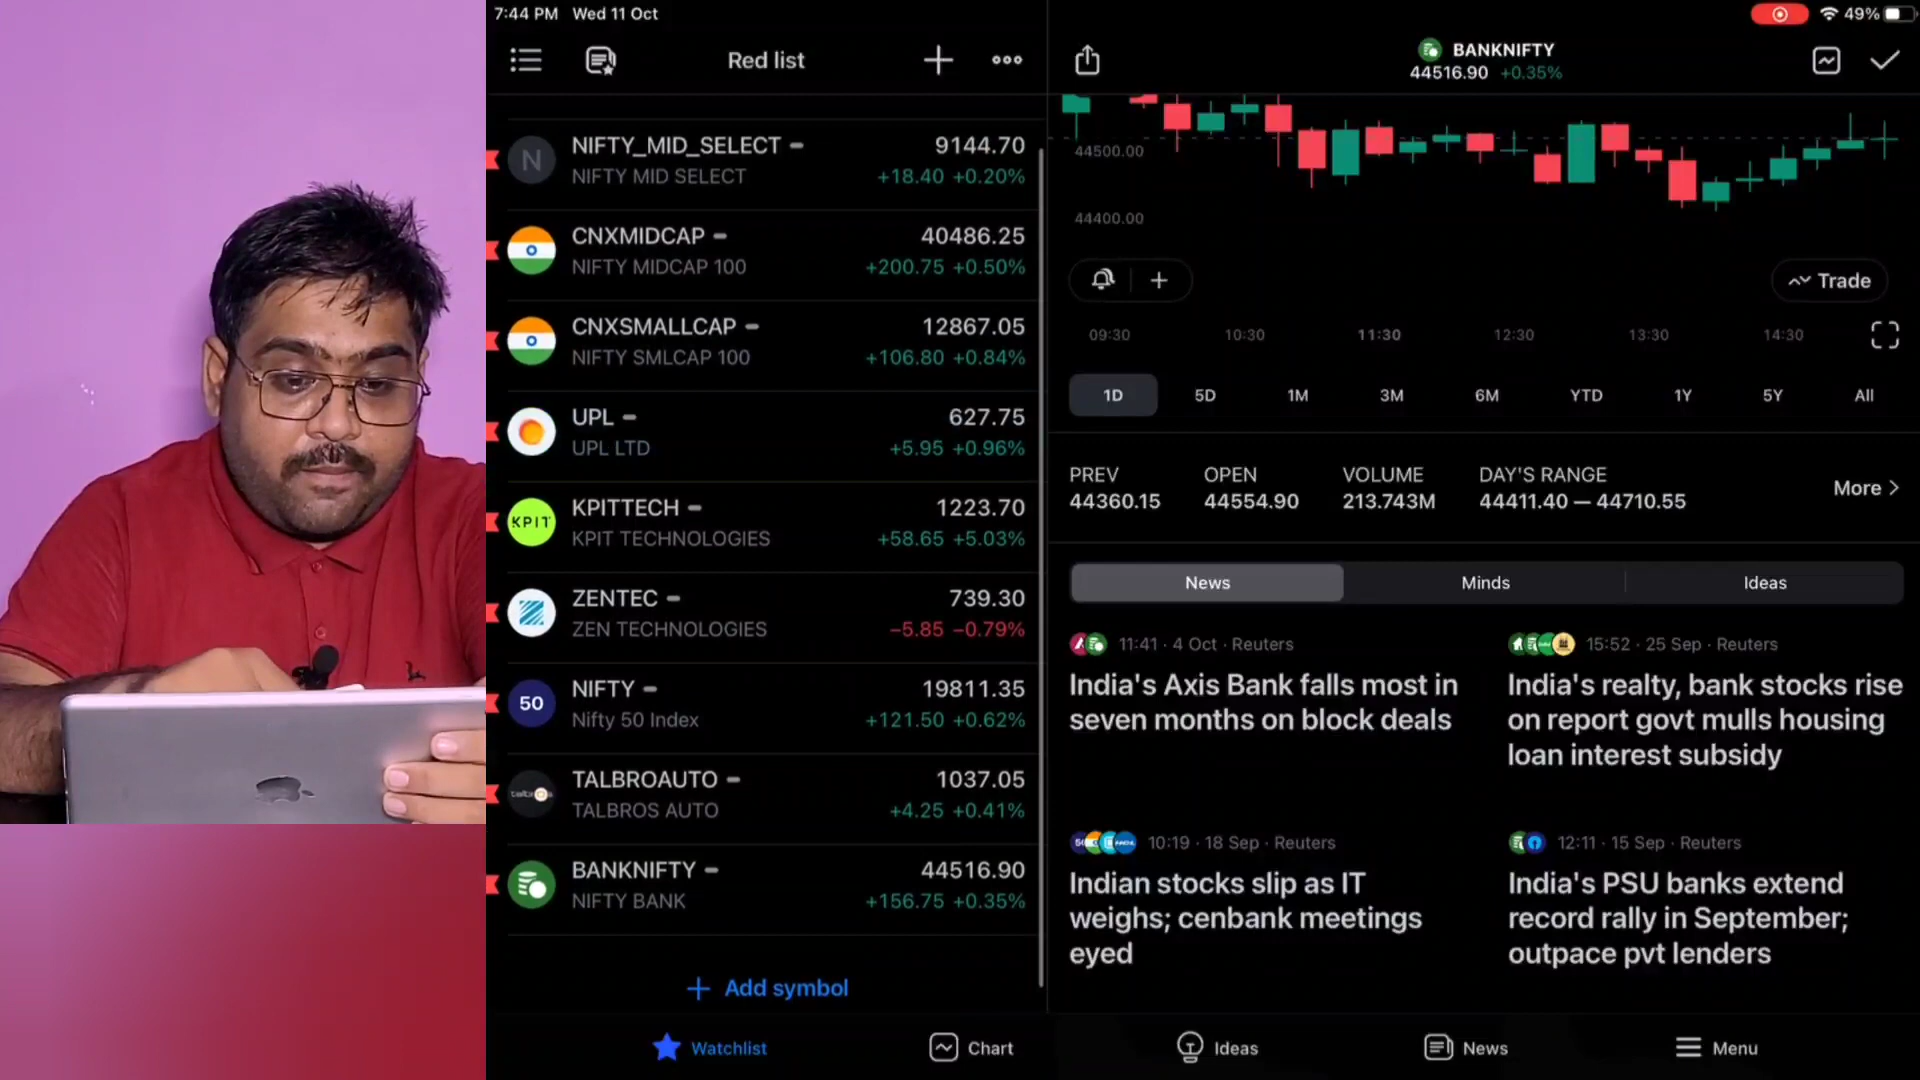 7:44 PM Wed 11 Oct
49%
Red list
BANKNIFTY
44516.90 +0.35%
NIFTY_MID_SELECT 9144.70
NIFTY MID SELECT +18.40 +0.20%
CNXMIDCAP 40486.25
NIFTY MIDCAP 100 +200.75 +0.50%
CNXSMALLCAP 12867.05
NIFTY SMLCAP 100 +106.80 +0.84%
UPL 627.75
UPL LTD +5.95 +0.96%
KPITTECH 1223.70
KPIT
KPIT TECHNOLOGIES +58.65 +5.03%
ZENTEC 739.30
ZEN TECHNOLOGIES −5.85 −0.79%
NIFTY 19811.35
50
Nifty 50 Index +121.50 +0.62%
TALBROAUTO 1037.05
TALBROS AUTO +4.25 +0.41%
BANKNIFTY 44516.90
NIFTY BANK +156.75 +0.35%
+ Add symbol
N
44500.00
44400.00
Trade
09:30 10:30 11:30 12:30 13:30 14:30
1D 5D 1M 3M 6M YTD 1Y 5Y All
PREV OPEN VOLUME DAY'S RANGE
44360.15 44554.90 213.743M 44411.40 — 44710.55
More >
News Minds Ideas
11:41 · 4 Oct · Reuters
India's Axis Bank falls most in
seven months on block deals
15:52 · 25 Sep · Reuters
India's realty, bank stocks rise
on report govt mulls housing
loan interest subsidy
10:19 · 18 Sep · Reuters
Indian stocks slip as IT
weighs; cenbank meetings
eyed
12:11 · 15 Sep · Reuters
India's PSU banks extend
record rally in September;
outpace pvt lenders
Watchlist Chart Ideas News Menu